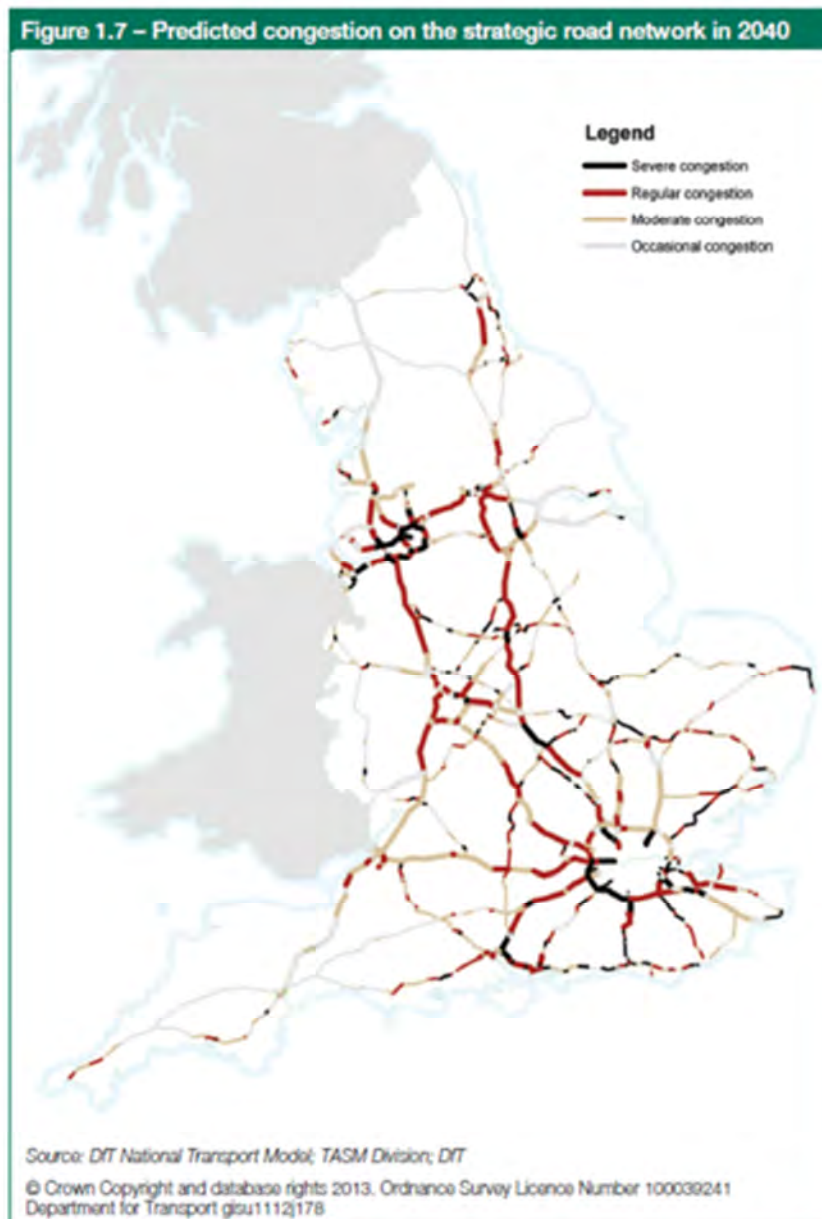 Figure 1.7 – Predicted congestion on the strategic road network in 2040
Legend
Severe congestion
Regular congestion
Moderate congestion
Occasional congestion
Source: DfT National Transport Model; TASM Division; DfT
© Crown Copyright and database rights 2013. Ordnance Survey Licence Number 100039241
Department for Transport gisu1112j178